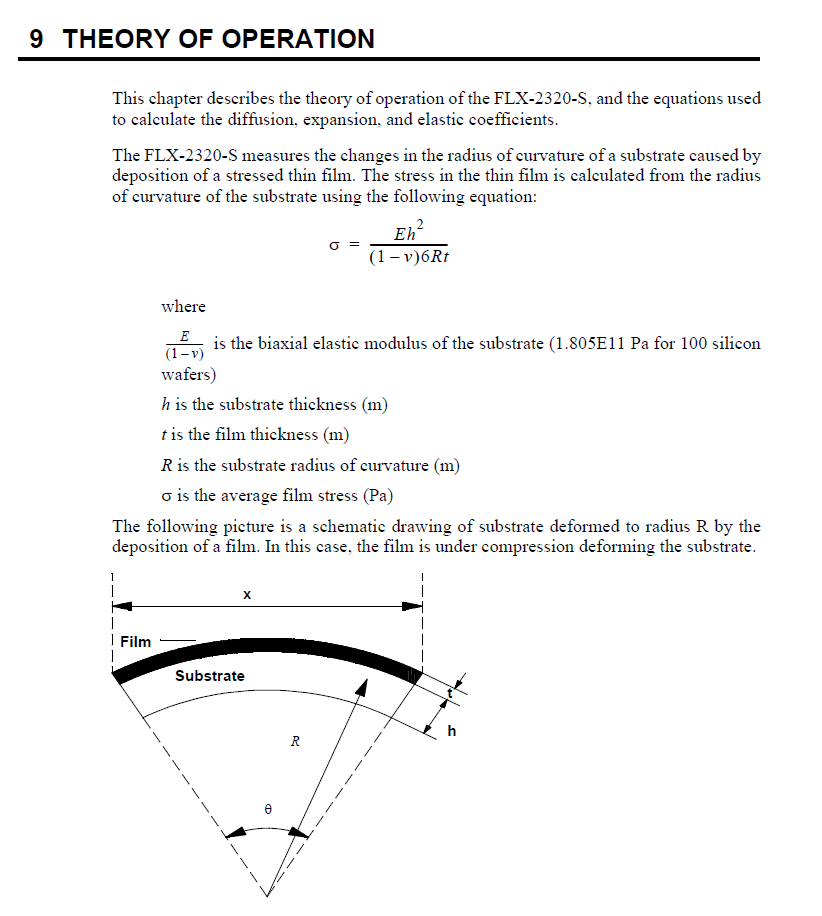 9 THEORY OF OPERATION
This chapter describes the theory of operation of the FLX-2320-S, and the equations used
to calculate the diffusion, expansion, and elastic coefficients.
The FLX-2320-S measures the changes in the radius of curvature of a substrate caused by
deposition of a stressed thin film. The stress in the thin film is calculated from the radius
of curvature of the substrate using the following equation:
σ = Eh²/(1 – ν)6Rt
where
E/(1–ν) is the biaxial elastic modulus of the substrate (1.805E11 Pa for 100 silicon
wafers)
h is the substrate thickness (m)
t is the film thickness (m)
R is the substrate radius of curvature (m)
σ is the average film stress (Pa)
The following picture is a schematic drawing of substrate deformed to radius R by the
deposition of a film. In this case, the film is under compression deforming the substrate.
x
Film
Substrate
t
h
R
θ